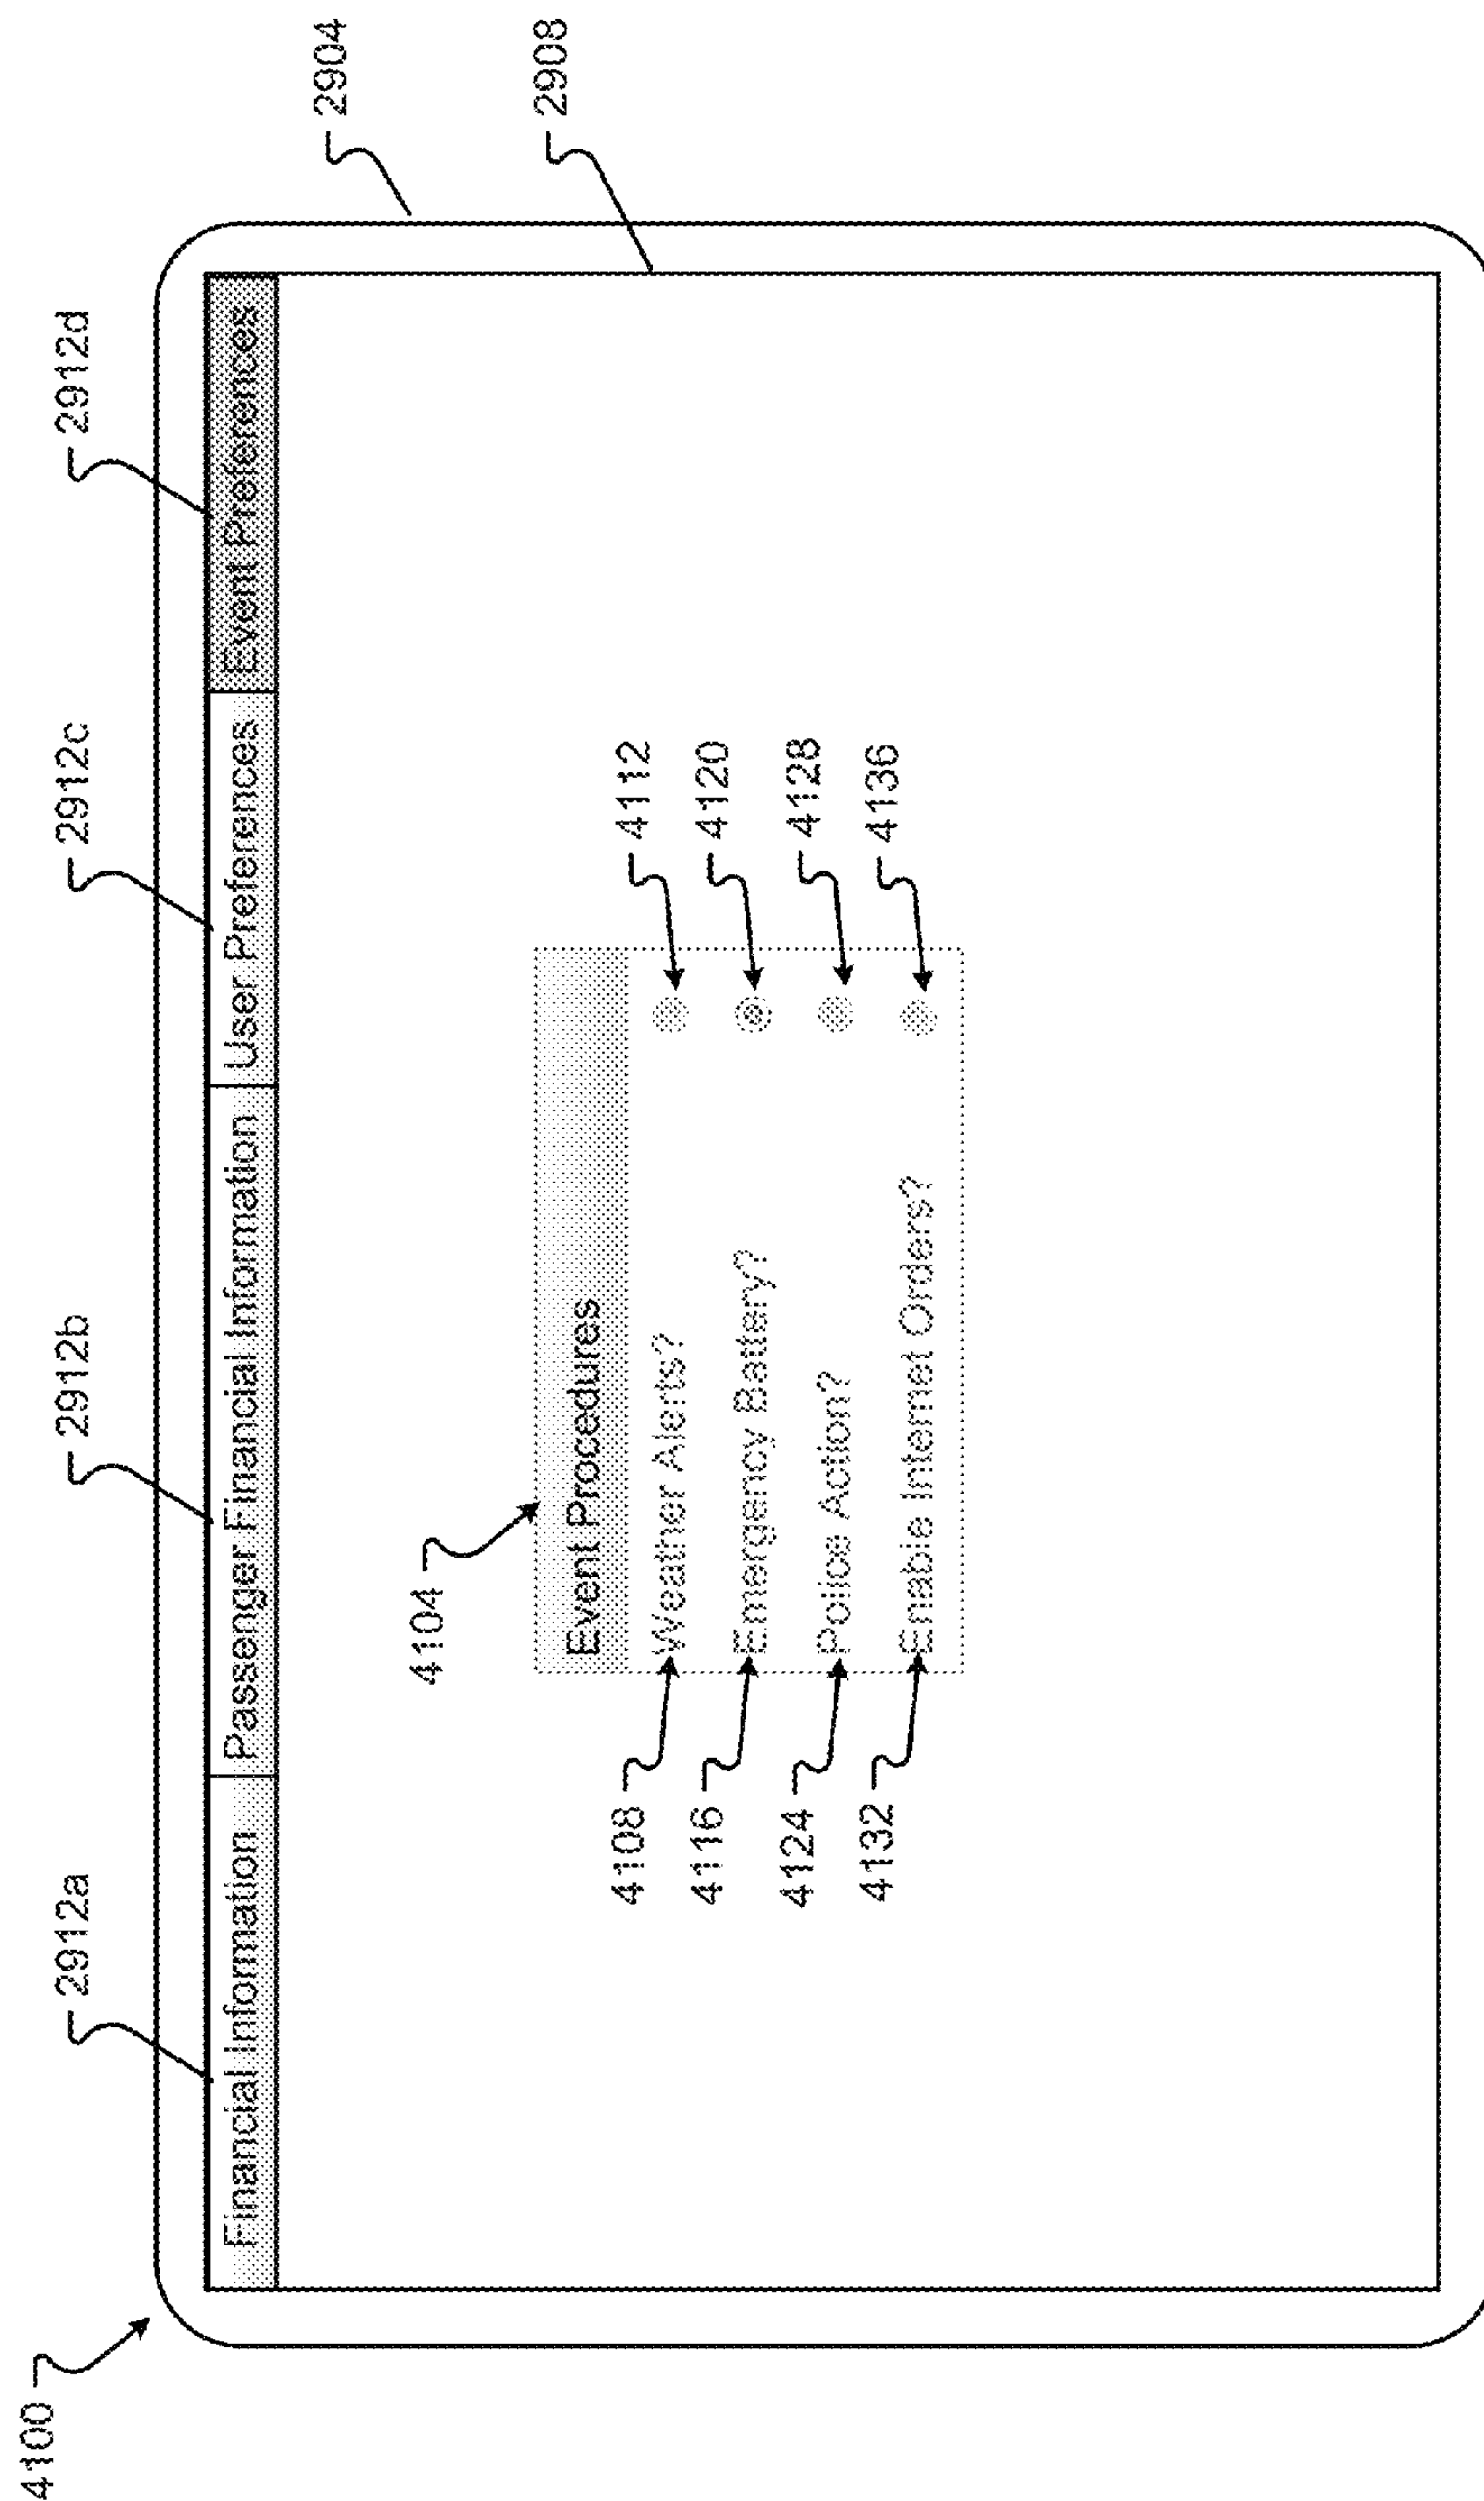 4100
2912a
2912b
2912c
2912d
2904
2908
Financial Information
Passenger Financial Information
User Preferences
Event Preferences
4104
Event Procedures
4108
Weather Alerts?
4112
4116
Emergency Battery?
4120
4124
Police Action?
4128
4132
Enable Internet Orders?
4136